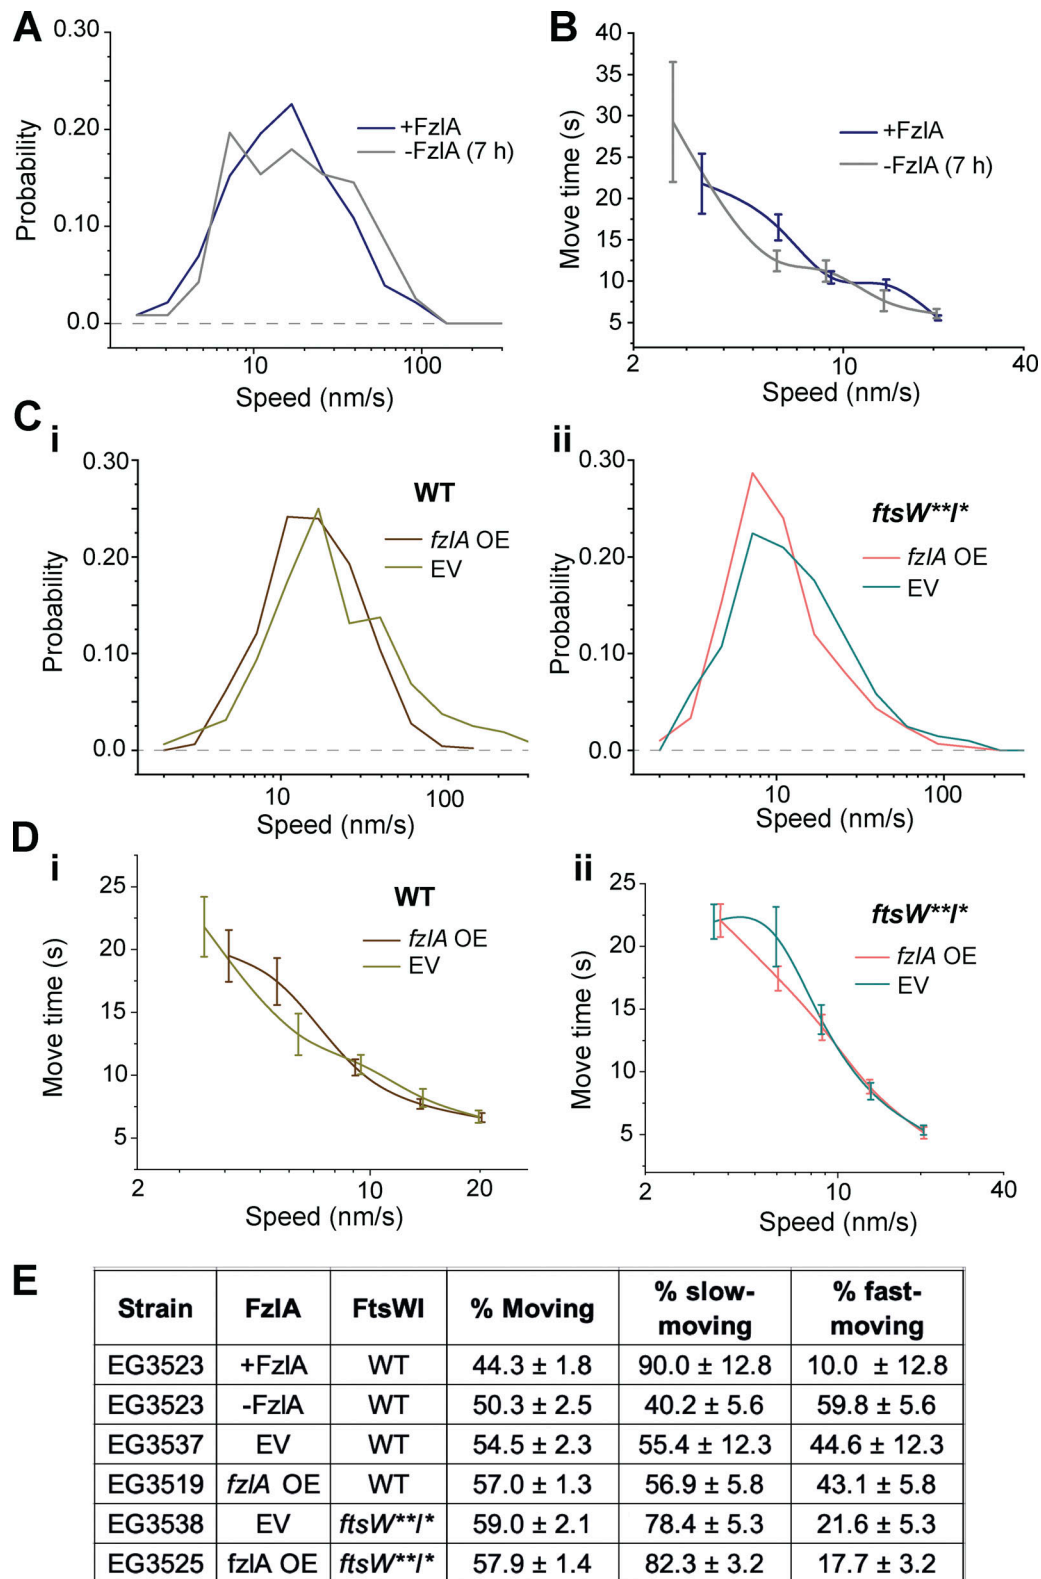 A
0.30
0.20
0.10
0.0
Probability
+FzlA
-FzlA (7 h)
10
100
Speed (nm/s)
B
40
35
30
25
20
15
10
5
Move time (s)
+FzlA
-FzlA (7 h)
2
10
40
Speed (nm/s)
C
i
0.30
0.20
0.10
0.0
Probability
WT
fzlA OE
EV
10
100
Speed (nm/s)
ii
0.30
0.20
0.10
0.0
Probability
ftsW**I*
fzlA OE
EV
10
100
Speed (nm/s)
D
i
25
20
15
10
5
Move time (s)
WT
fzlA OE
EV
2
10
20
Speed (nm/s)
ii
25
20
15
10
5
Move time (s)
ftsW**I*
fzlA OE
EV
2
10
40
Speed (nm/s)
E
Strain FzlA FtsWI % Moving % slow-moving % fast-moving
EG3523 +FzlA WT 44.3 ± 1.8 90.0 ± 12.8 10.0 ± 12.8
EG3523 -FzlA WT 50.3 ± 2.5 40.2 ± 5.6 59.8 ± 5.6
EG3537 EV WT 54.5 ± 2.3 55.4 ± 12.3 44.6 ± 12.3
EG3519 fzlA OE WT 57.0 ± 1.3 56.9 ± 5.8 43.1 ± 5.8
EG3538 EV ftsW**I* 59.0 ± 2.1 78.4 ± 5.3 21.6 ± 5.3
EG3525 fzlA OE ftsW**I* 57.9 ± 1.4 82.3 ± 3.2 17.7 ± 3.2